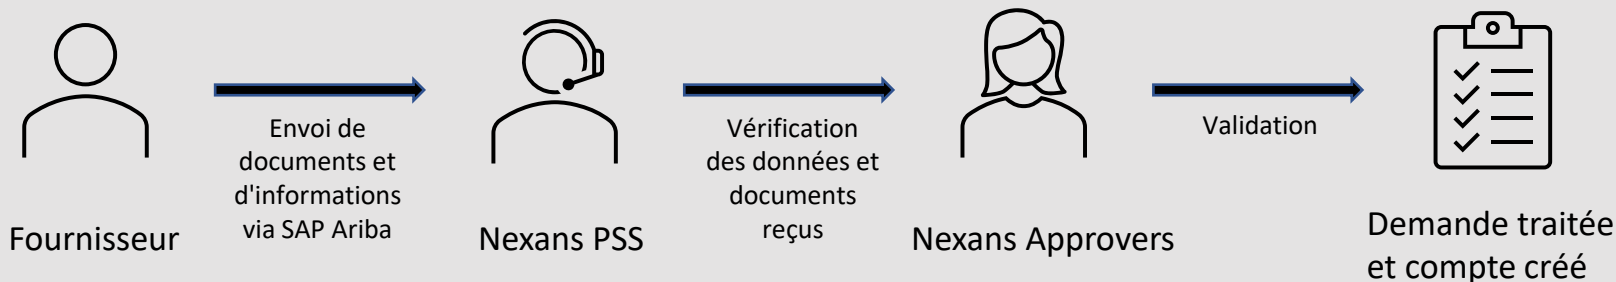 Fournisseur
Envoi de
documents et
d'informations
via SAP Ariba
Nexans PSS
Vérification
des données et
documents
reçus
Nexans Approvers
Validation
Demande traitée
et compte créé